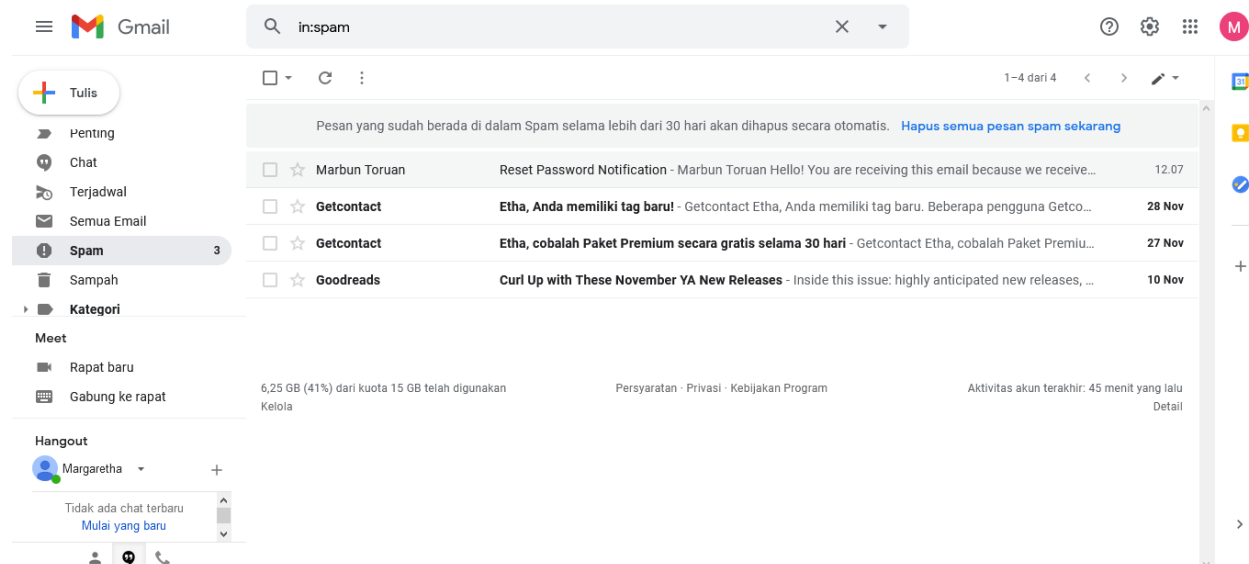 Gmail
in:spam
M
Tulis
1–4 dari 4
31
Penting
Chat
Terjadwal
Semua Email
Spam 3
Sampah
Kategori
Pesan yang sudah berada di dalam Spam selama lebih dari 30 hari akan dihapus secara otomatis. Hapus semua pesan spam sekarang
Marbun Toruan Reset Password Notification - Marbun Toruan Hello! You are receiving this email because we receive… 12.07
Getcontact Etha, Anda memiliki tag baru! - Getcontact Etha, Anda memiliki tag baru. Beberapa pengguna Getco… 28 Nov
Getcontact Etha, cobalah Paket Premium secara gratis selama 30 hari - Getcontact Etha, cobalah Paket Premiu… 27 Nov
Goodreads Curl Up with These November YA New Releases - Inside this issue: highly anticipated new releases, … 10 Nov
Meet
Rapat baru
Gabung ke rapat
Hangout
Margaretha
Tidak ada chat terbaru
Mulai yang baru
6,25 GB (41%) dari kuota 15 GB telah digunakan
Kelola
Persyaratan · Privasi · Kebijakan Program
Aktivitas akun terakhir: 45 menit yang lalu
Detail